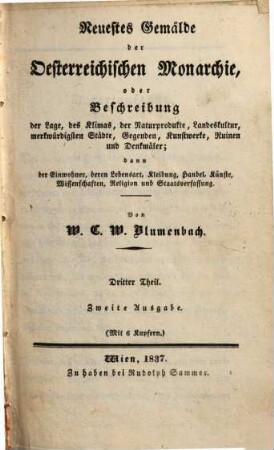 Neuestes Gemälde
der
Oesterreichischen Monarchie,
oder
Beschreibung
der Lage, des Klimas, der Naturprodukte, Landeskultur,
merkwürdigsten Städte, Gegenden, Kunstwerke, Ruinen
und Denkmäler;
dann
der Einwohner, deren Lebensart, Kleidung, Handel, Künste,
Wissenschaften, Religion und Staatsverfassung.
Von
W. C. W. Blumenbach.
Dritter Theil.
Zweite Ausgabe.
(Mit 6 Kupfern.)
Wien, 1837.
Zu haben bei Rudolph Sammer.